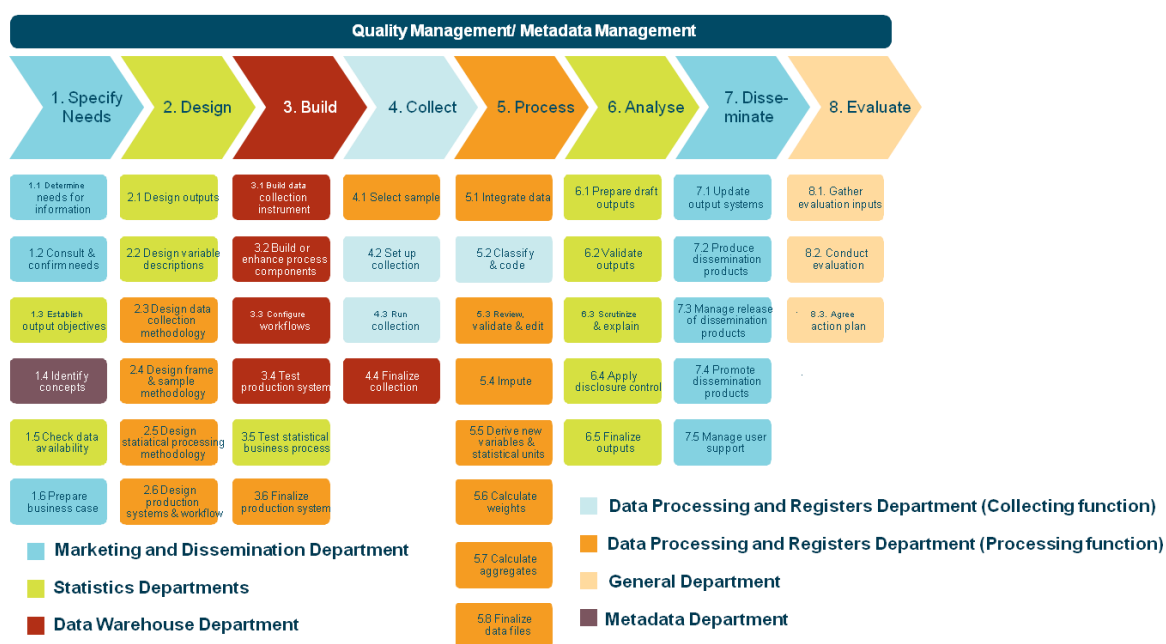 Quality Management/ Metadata Management
1. Specify
Needs
2. Design
3. Build
4. Collect
5. Process
6. Analyse
7. Disse-
minate
8. Evaluate
1.1 Determine
needs for
information
1.2 Consult &
confirm needs
1.3 Establish
output objectives
1.4 Identify
concepts
1.5 Check data
availability
1.6 Prepare
business case
2.1 Design outputs
2.2 Design variable
descriptions
2.3 Design data
collection
methodology
2.4 Design frame
& sample
methodology
2.5 Design
statiatical processing
methodology
2.6 Design
production
systems & workflow
3.1 Build data
collection
instrument
3.2 Build or
enhance process
components
3.3 Configure
workflows
3.4 Test
production system
3.5 Test statistical
business process
3.6 Finalize
production system
4.1 Select sample
4.2 Set up
collection
4.3 Run
collection
4.4 Finalize
collection
5.1 Integrate data
5.2 Classify
& code
5.3 Review,
validate & edit
5.4 Impute
5.5 Derive new
variables &
statistical units
5.6 Calculate
weights
5.7 Calculate
aggregates
5.8 Finalize
data files
6.1 Prepare draft
outputs
6.2 Validate
outputs
6.3 Scrutinize
& explain
6.4 Apply
disclosure control
6.5 Finalize
outputs
7.1 Update
output systems
7.2 Produce
dissemination
products
7.3 Manage release
of dissemination
products
7.4 Promote
dissemination
products
7.5 Manage user
support
8.1. Gather
evaluation inputs
8.2. Conduct
evaluation
8.3. Agree
action plan
Marketing and Dissemination Department
Statistics Departments
Data Warehouse Department
Data Processing and Registers Department (Collecting function)
Data Processing and Registers Department (Processing function)
General Department
Metadata Department